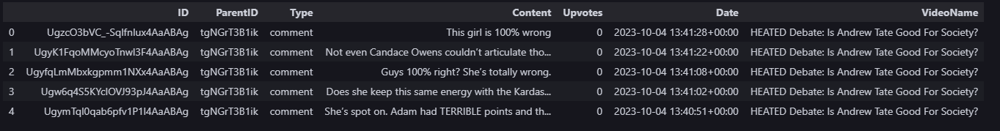 ID ParentID Type Content Upvotes Date VideoName
0 UgzcO3bVC_-Sqlfnlux4AaABAg tgNGrT3B1ik comment This girl is 100% wrong 0 2023-10-04 13:41:28+00:00 HEATED Debate: Is Andrew Tate Good For Society?
1 UgyK1FqoMMcyoTnwI3F4AaABAg tgNGrT3B1ik comment Not even Candace Owens couldn't articulate tho... 0 2023-10-04 13:41:22+00:00 HEATED Debate: Is Andrew Tate Good For Society?
2 UgyfqLmMbxkgpmm1NXx4AaABAg tgNGrT3B1ik comment Guys 100% right? She's totally wrong. 0 2023-10-04 13:41:08+00:00 HEATED Debate: Is Andrew Tate Good For Society?
3 Ugw6q4S5KYcIOVJ93pJ4AaABAg tgNGrT3B1ik comment Does she keep this same energy with the Kardas... 0 2023-10-04 13:41:02+00:00 HEATED Debate: Is Andrew Tate Good For Society?
4 UgymTqI0qab6pfv1P1l4AaABAg tgNGrT3B1ik comment She's spot on. Adam had TERRIBLE points and th... 0 2023-10-04 13:40:51+00:00 HEATED Debate: Is Andrew Tate Good For Society?